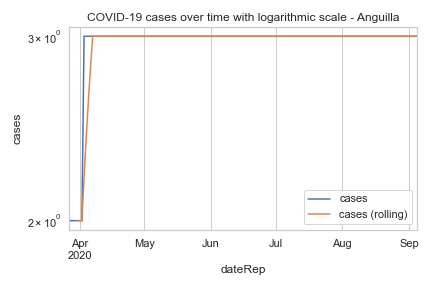 COVID-19 cases over time with logarithmic scale - Anguilla
3 × 10⁰
2 × 10⁰
cases
cases
cases (rolling)
Apr May Jun Jul Aug Sep
2020
dateRep